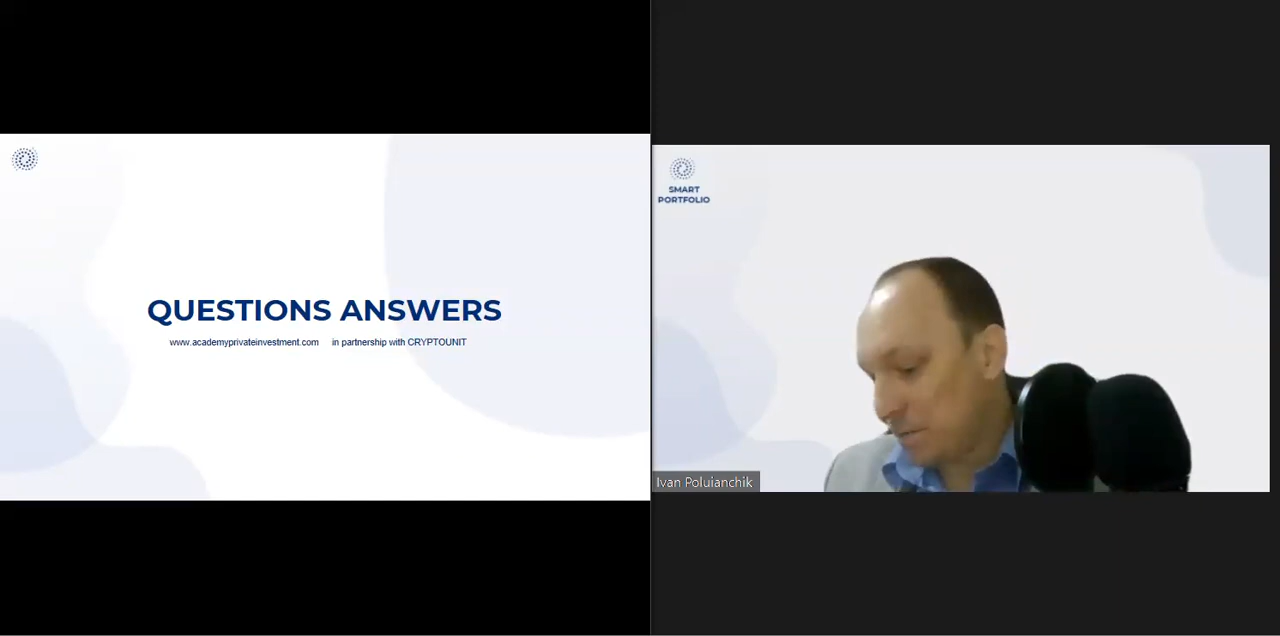 QUESTIONS ANSWERS
www.academyprivateinvestment.com in partnership with CRYPTOUNIT
SMART
PORTFOLIO
Ivan Poluianchik